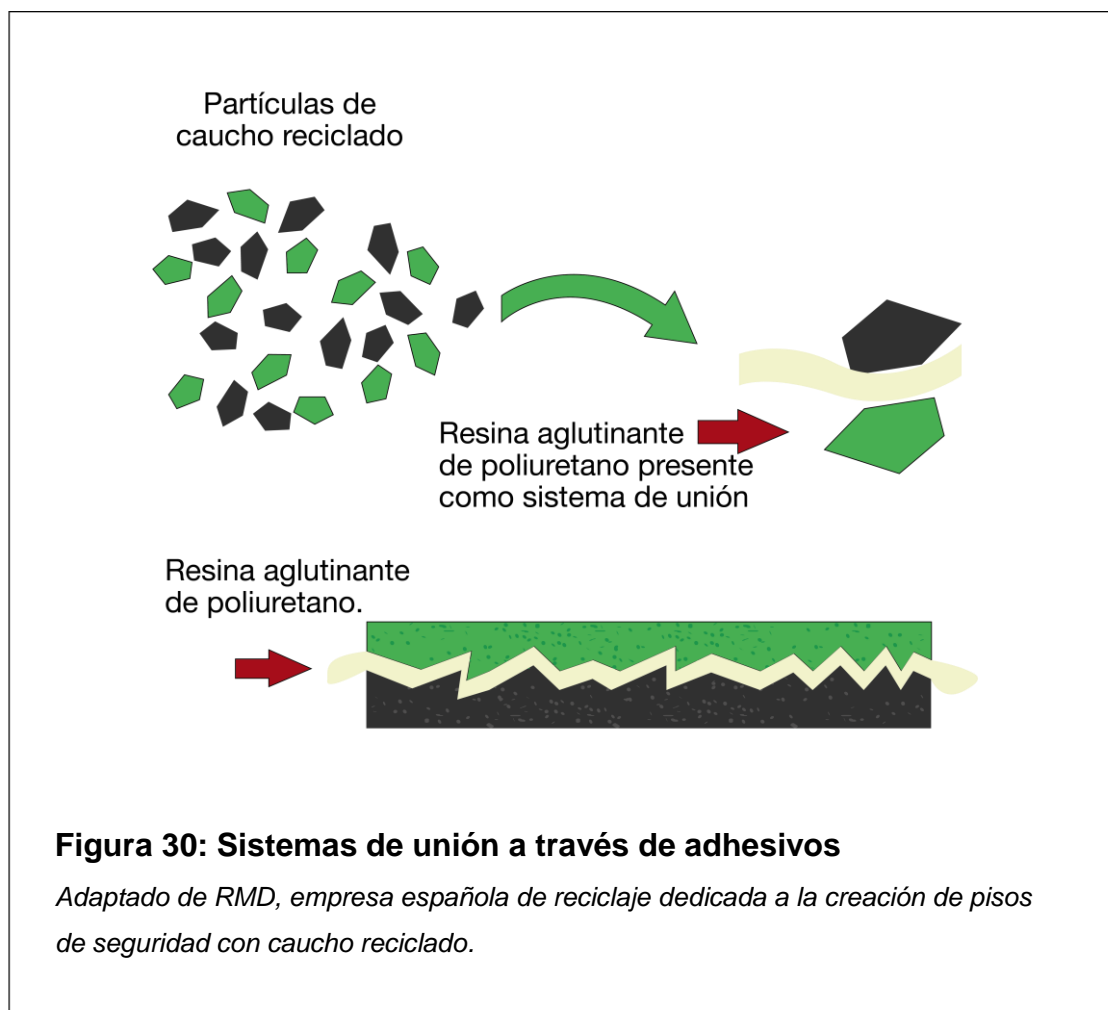 Partículas de
caucho reciclado
Resina aglutinante
de poliuretano presente
como sistema de unión
Resina aglutinante
de poliuretano.
Figura 30: Sistemas de unión a través de adhesivos
Adaptado de RMD, empresa española de reciclaje dedicada a la creación de pisos
de seguridad con caucho reciclado.